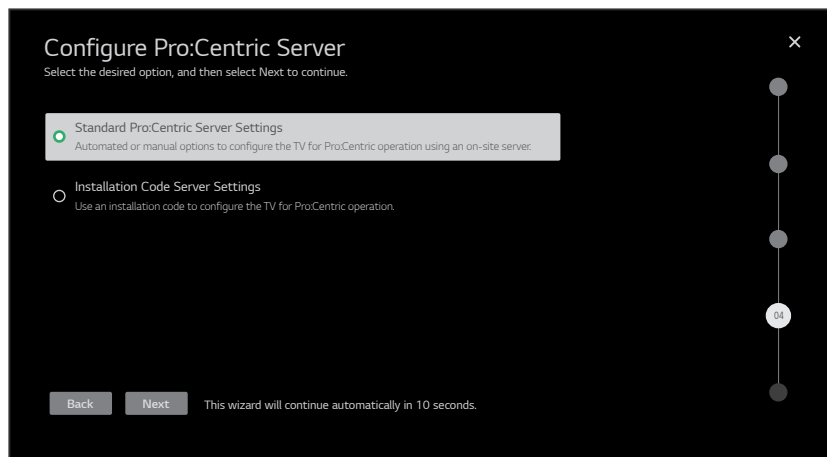 Configure Pro:Centric Server
Select the desired option, and then select Next to continue.
Standard Pro:Centric Server Settings
Automated or manual options to configure the TV for Pro:Centric operation using an on-site server.
Installation Code Server Settings
Use an installation code to configure the TV for Pro:Centric operation.
04
Back
Next
This wizard will continue automatically in 10 seconds.